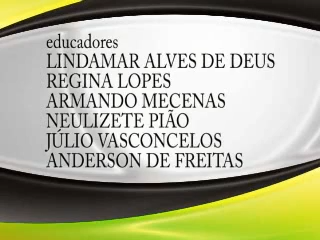 educadores
LINDAMAR ALVES DE DEUS
REGINA LOPES
ARMANDO MECENAS
NEULIZETE PIÃO
JÚLIO VASCONCELOS
ANDERSON DE FREITAS